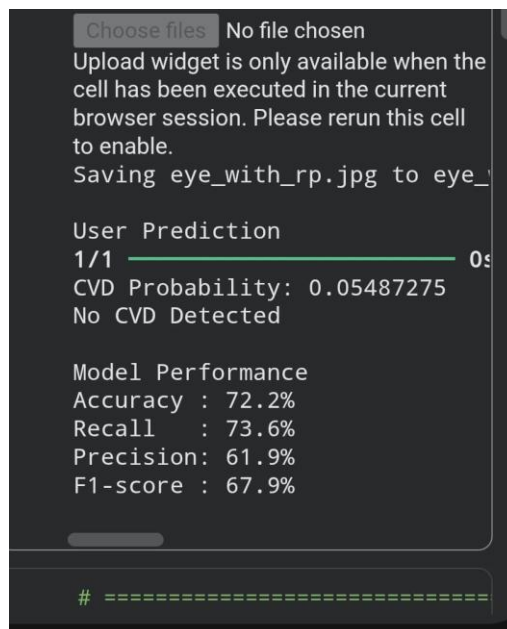 Choose files No file chosen
Upload widget is only available when the
cell has been executed in the current
browser session. Please rerun this cell
to enable.
Saving eye_with_rp.jpg to eye_
User Prediction
1/1 0s
CVD Probability: 0.05487275
No CVD Detected
Model Performance
Accuracy : 72.2%
Recall   : 73.6%
Precision: 61.9%
F1-score : 67.9%
# ==============================